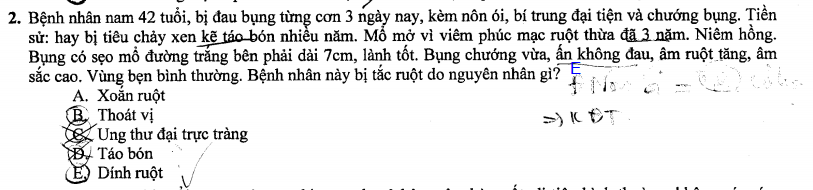 2. Bệnh nhân nam 42 tuổi, bị đau bụng từng cơn 3 ngày nay, kèm nôn ói, bí trung đại tiện và chướng bụng. Tiền
sử: hay bị tiêu chảy xen kẽ táo bón nhiều năm. Mổ mở vì viêm phúc mạc ruột thừa đã 3 năm. Niêm hồng.
Bụng có sẹo mổ đường trắng bên phải dài 7cm, lành tốt. Bụng chướng vừa, ấn không đau, âm ruột tăng, âm
sắc cao. Vùng bẹn bình thường. Bệnh nhân này bị tắc ruột do nguyên nhân gì? E
A. Xoắn ruột
B. Thoát vị
=) K ĐT
C. Ung thư đại trực tràng
D. Táo bón
E. Dính ruột